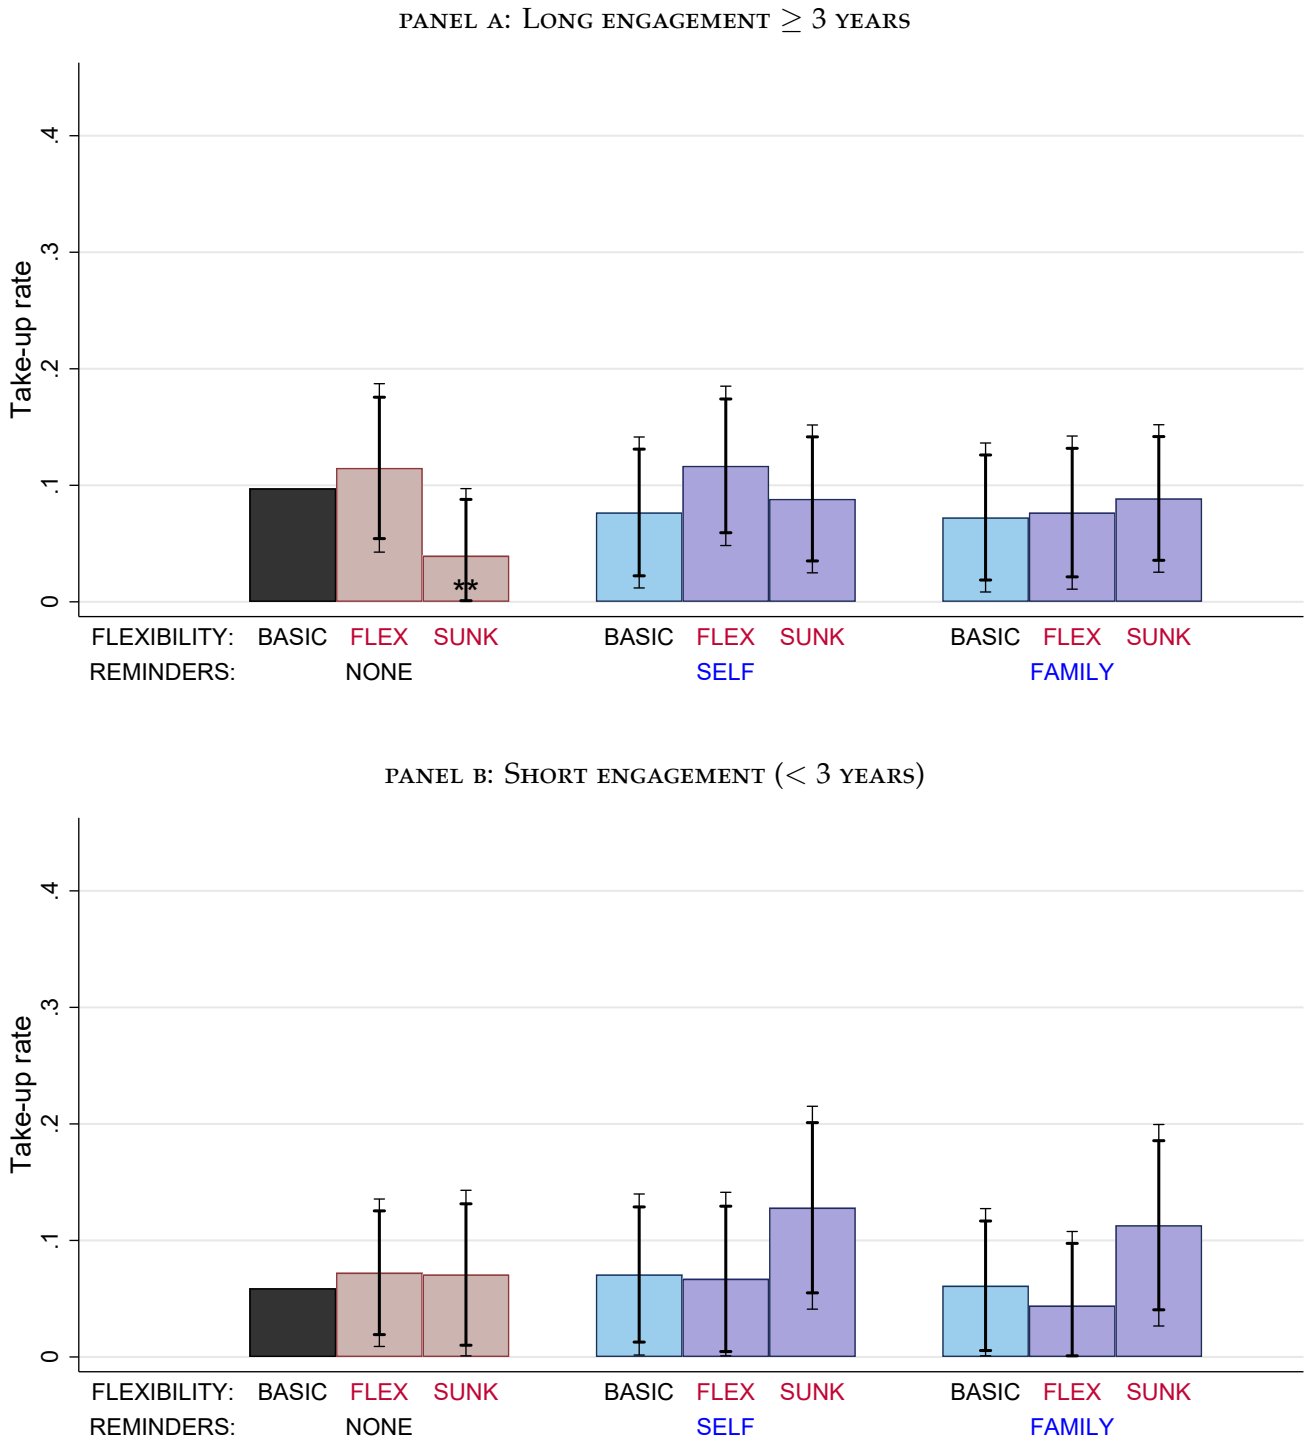 PANEL A: LONG ENGAGEMENT ≥ 3 YEARS
Take-up rate
.4
.3
.2
.1
0
**
FLEXIBILITY: BASIC FLEX SUNK BASIC FLEX SUNK BASIC FLEX SUNK
REMINDERS: NONE SELF FAMILY
PANEL B: SHORT ENGAGEMENT (< 3 YEARS)
Take-up rate
.4
.3
.2
.1
0
FLEXIBILITY: BASIC FLEX SUNK BASIC FLEX SUNK BASIC FLEX SUNK
REMINDERS: NONE SELF FAMILY